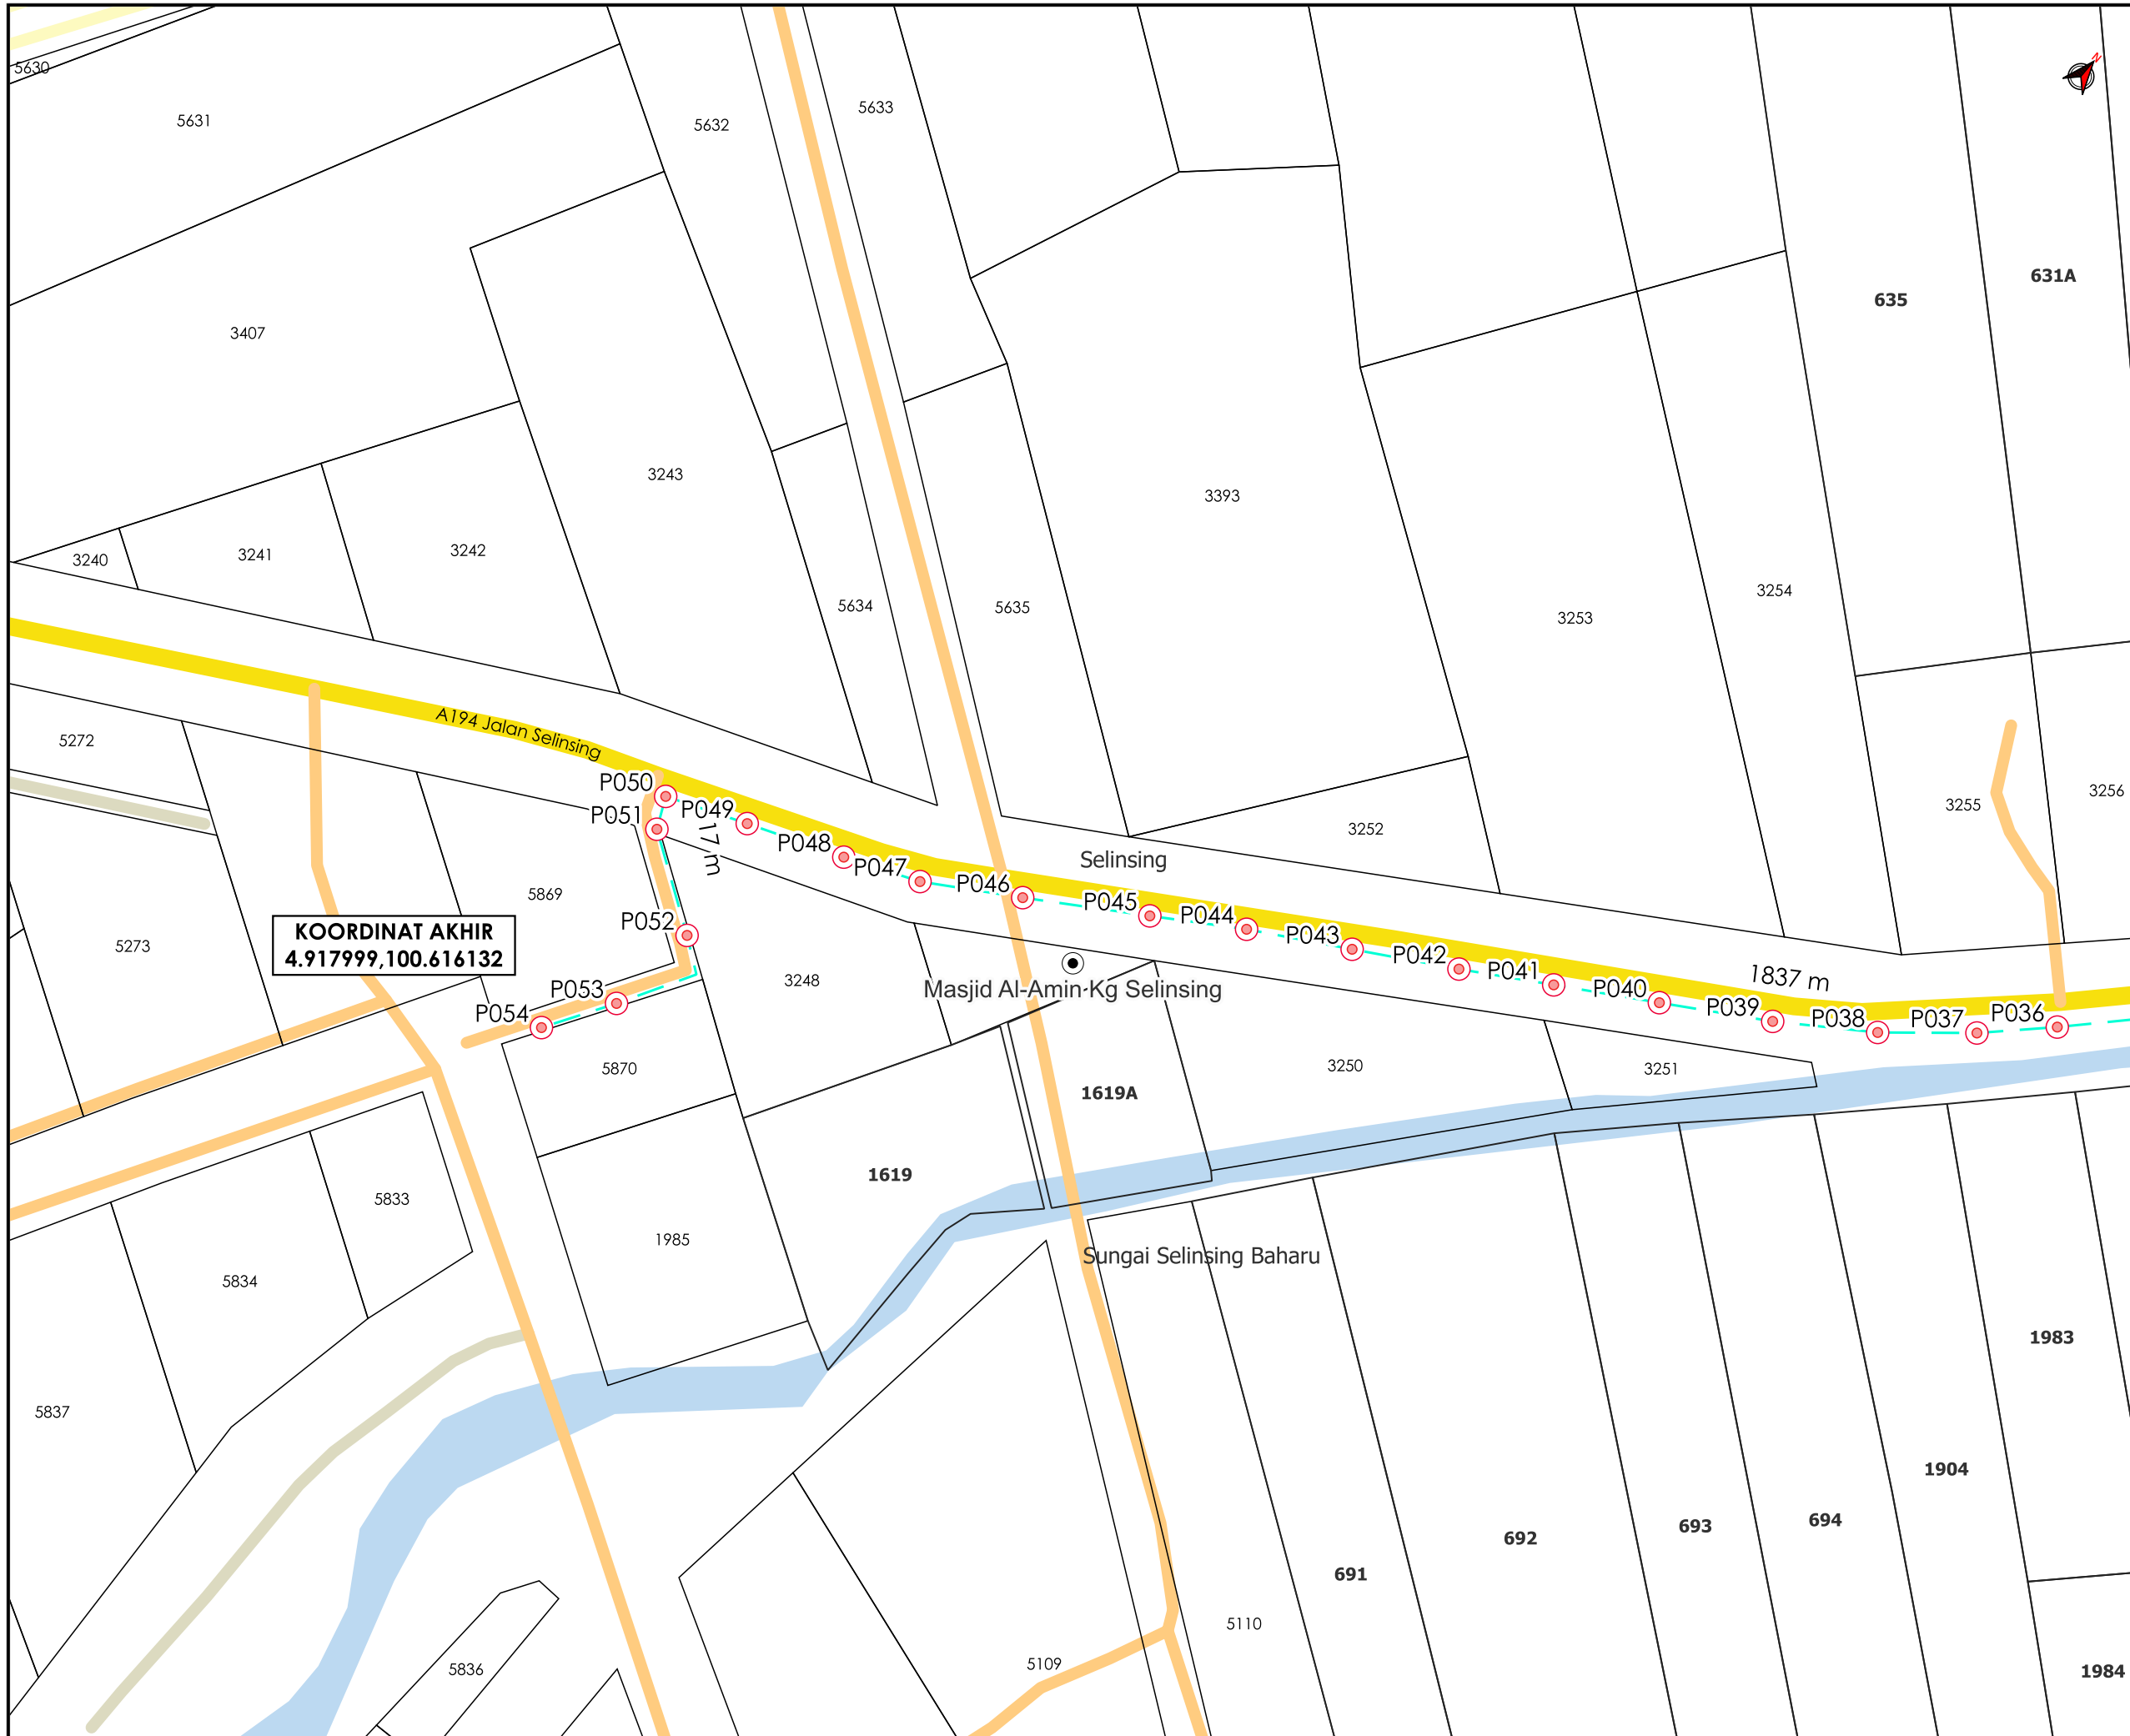 N
5630
5631
5632
5633
631A
635
3407
3243
3393
3240
3241
3242
5634
5635
3253
3254
5272
A194 Jalan Selinsing
P050
P051
P049
17 m
P048
P047
Selinsing
3252
3255
3256
P046
P045
P044
P043
P042
P041
P040
P039
P038
P037
P036
1837 m
5869
KOORDINAT AKHIR
4.917999,100.616132
5273
P052
P053
P054
3248
Masjid Al-Amin Kg Selinsing
5870
1619A
3250
3251
1619
5833
1985
5834
Sungai Selinsing Baharu
5837
1983
1904
694
693
692
691
5110
5109
5836
1984